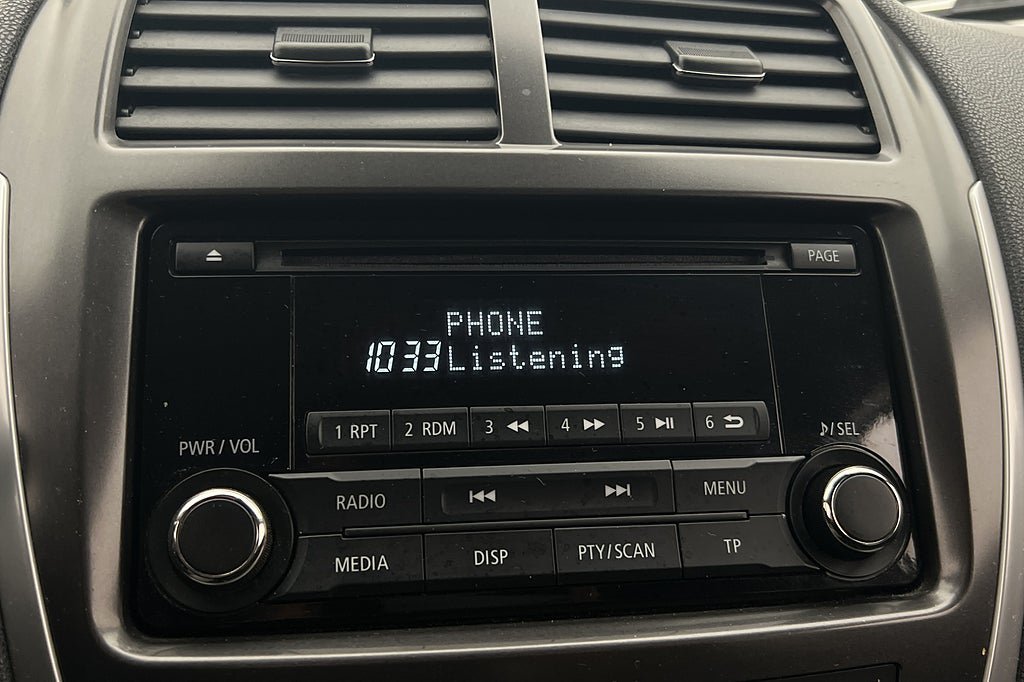 PAGE
PHONE
1033 Listening
1 RPT 2 RDM 3 4 5 6
PWR / VOL
/ SEL
RADIO
MENU
MEDIA DISP PTY/SCAN TP